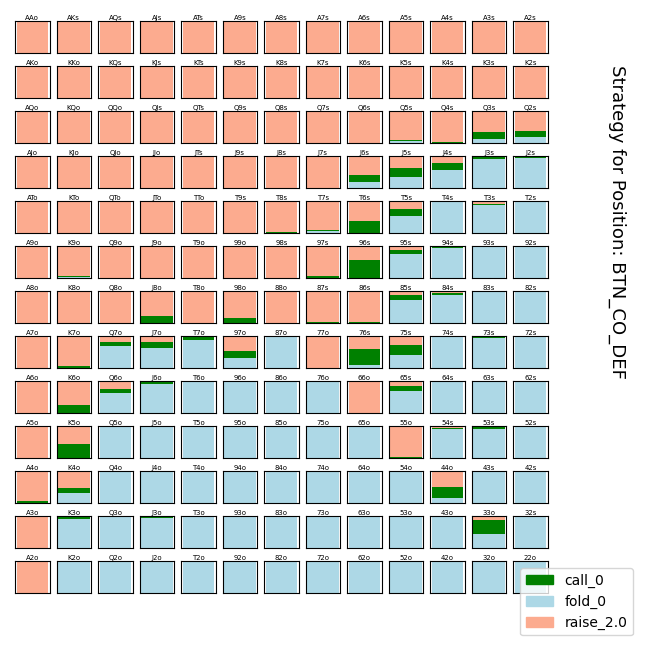 AAo AKs AQs AJs ATs A9s A8s A7s A6s A5s A4s A3s A2s
AKo KKo KQs KJs KTs K9s K8s K7s K6s K5s K4s K3s K2s
AQo KQo QQo QJs QTs Q9s Q8s Q7s Q6s Q5s Q4s Q3s Q2s
AJo KJo QJo JJo JTs J9s J8s J7s J6s J5s J4s J3s J2s
ATo KTo QTo JTo TTo T9s T8s T7s T6s T5s T4s T3s T2s
A9o K9o Q9o J9o T9o 99o 98s 97s 96s 95s 94s 93s 92s
A8o K8o Q8o J8o T8o 98o 88o 87s 86s 85s 84s 83s 82s
A7o K7o Q7o J7o T7o 97o 87o 77o 76s 75s 74s 73s 72s
A6o K6o Q6o J6o T6o 96o 86o 76o 66o 65s 64s 63s 62s
A5o K5o Q5o J5o T5o 95o 85o 75o 65o 55o 54s 53s 52s
A4o K4o Q4o J4o T4o 94o 84o 74o 64o 54o 44o 43s 42s
A3o K3o Q3o J3o T3o 93o 83o 73o 63o 53o 43o 33o 32s
A2o K2o Q2o J2o T2o 92o 82o 72o 62o 52o 42o 32o 22o
Strategy for Position: BTN_CO_DEF
call_0
fold_0
raise_2.0